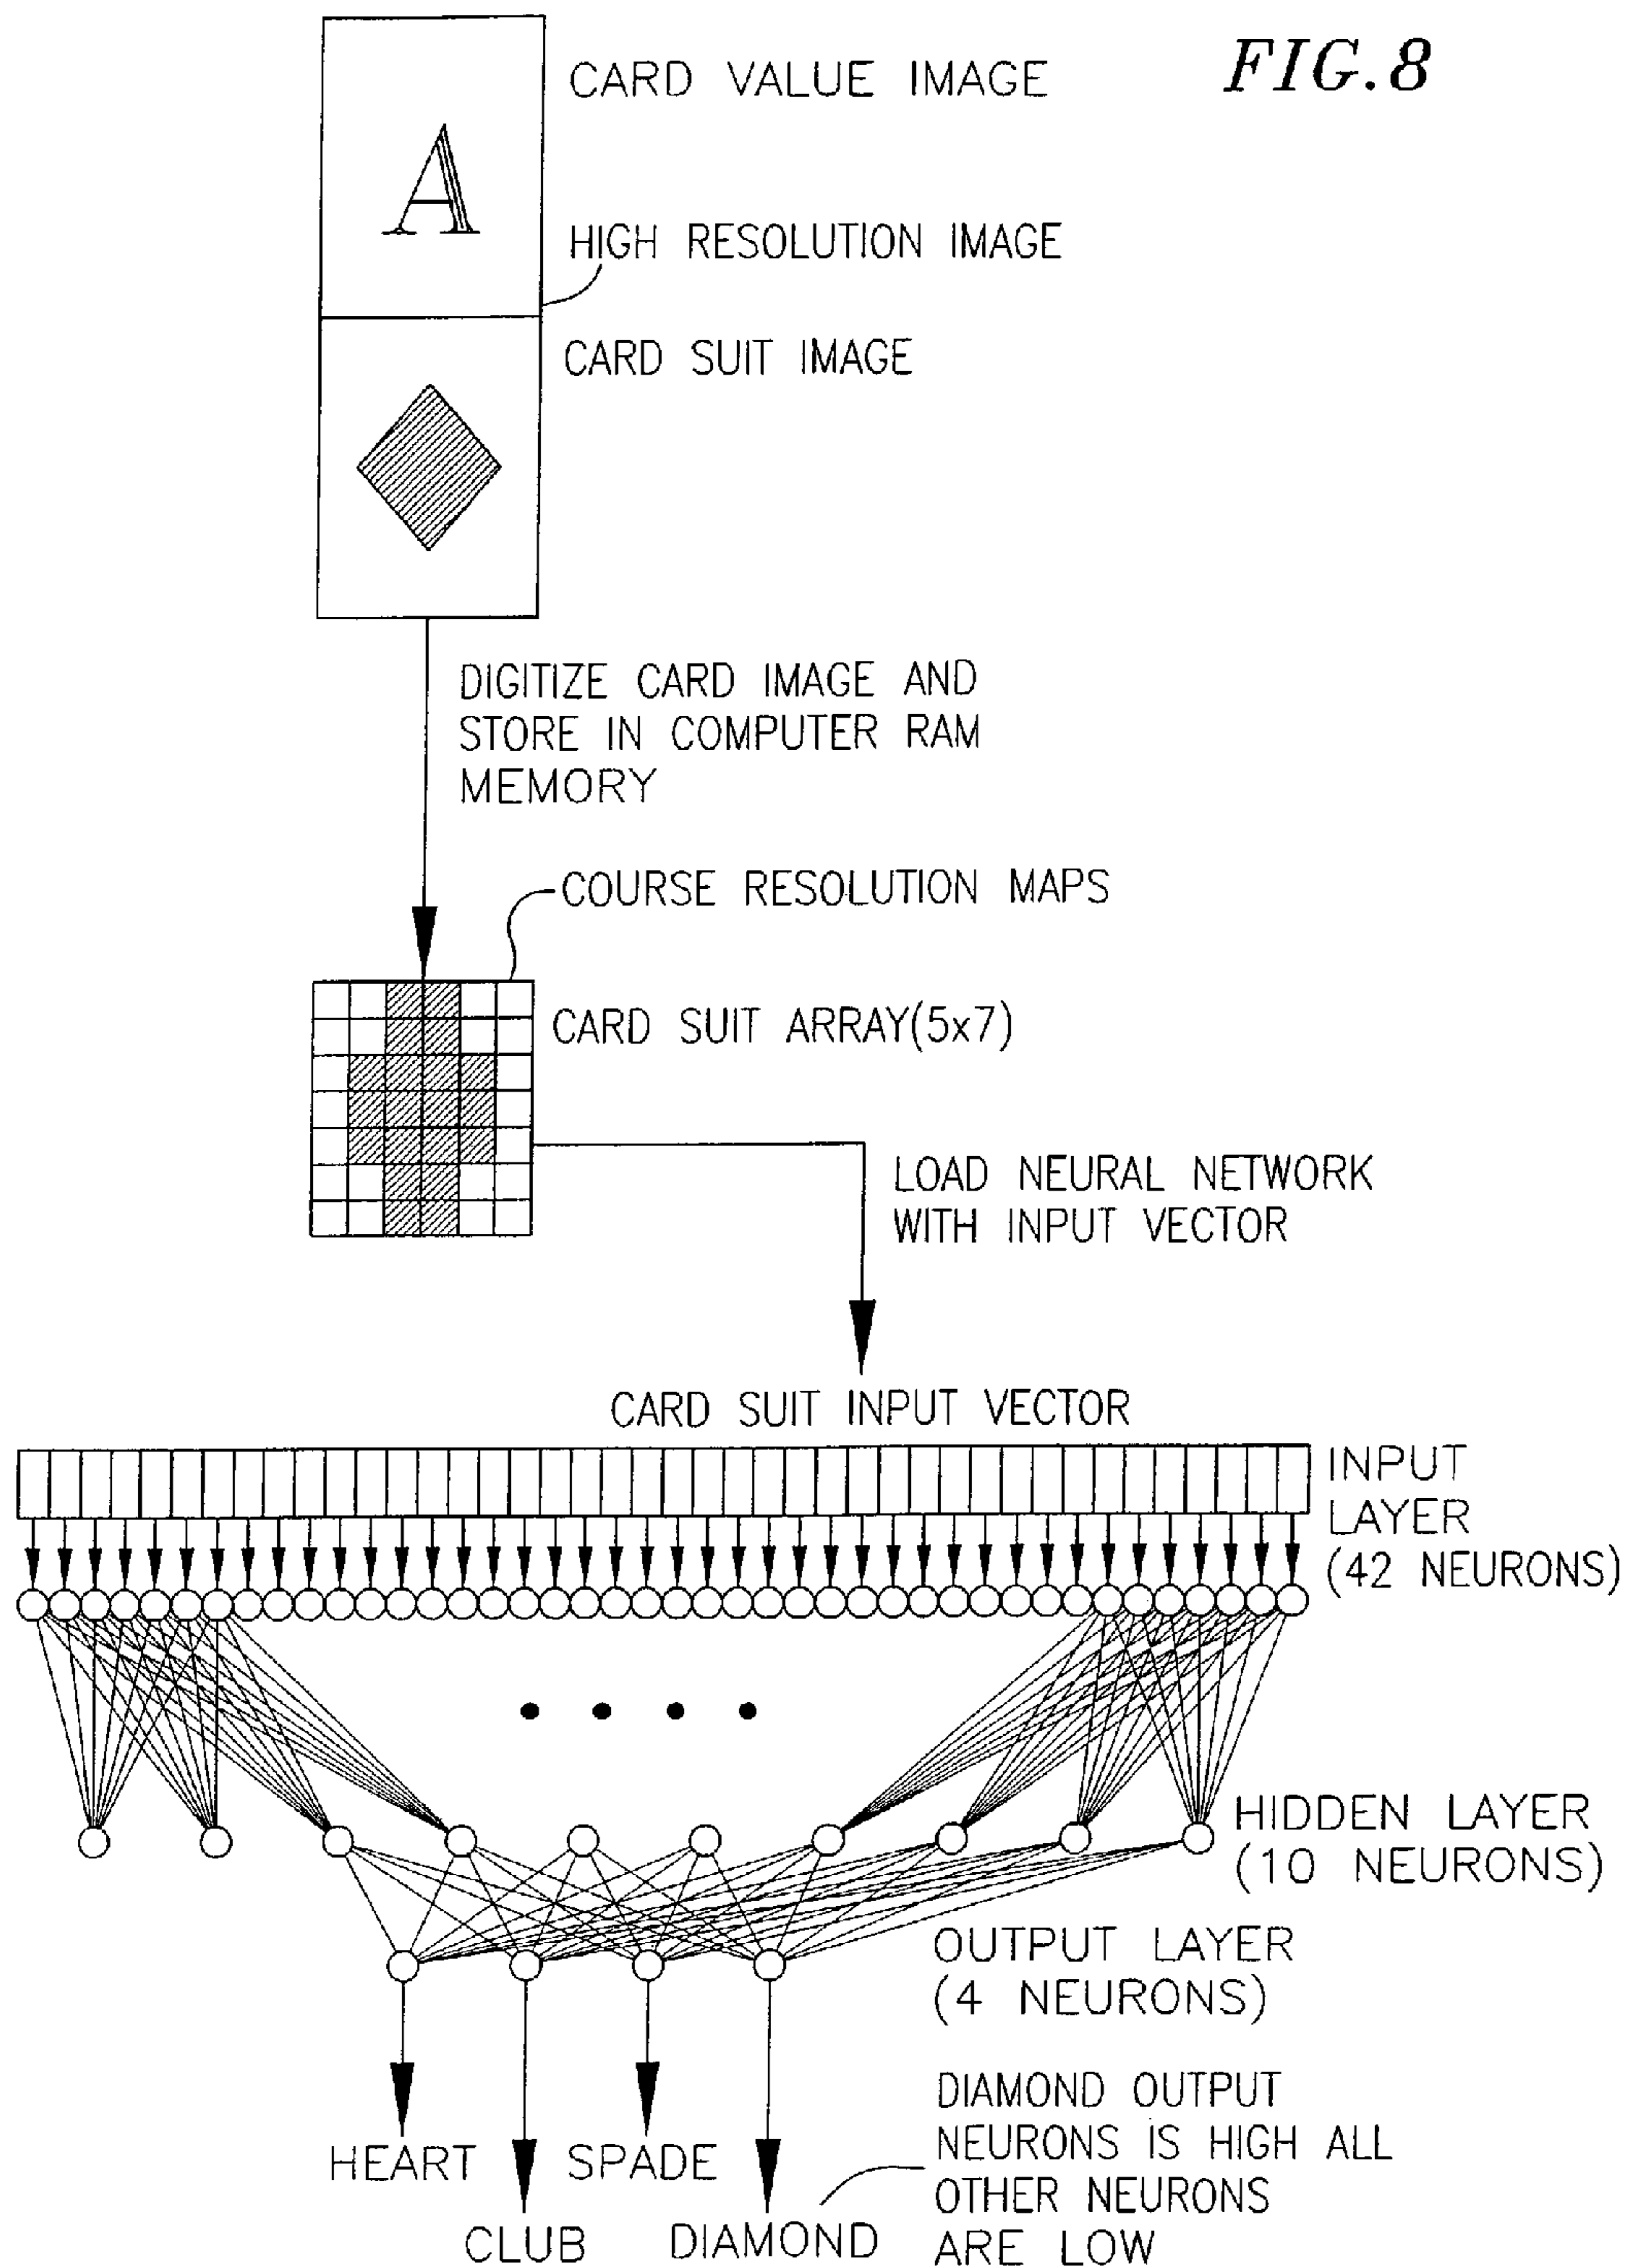 FIG.8
CARD VALUE IMAGE
A
HIGH RESOLUTION IMAGE
CARD SUIT IMAGE
DIGITIZE CARD IMAGE AND
STORE IN COMPUTER RAM
MEMORY
COURSE RESOLUTION MAPS
CARD SUIT ARRAY(5x7)
LOAD NEURAL NETWORK
WITH INPUT VECTOR
CARD SUIT INPUT VECTOR
INPUT
LAYER
(42 NEURONS)
HIDDEN LAYER
(10 NEURONS)
OUTPUT LAYER
(4 NEURONS)
HEART
CLUB
SPADE
DIAMOND
DIAMOND OUTPUT
NEURONS IS HIGH ALL
OTHER NEURONS
ARE LOW